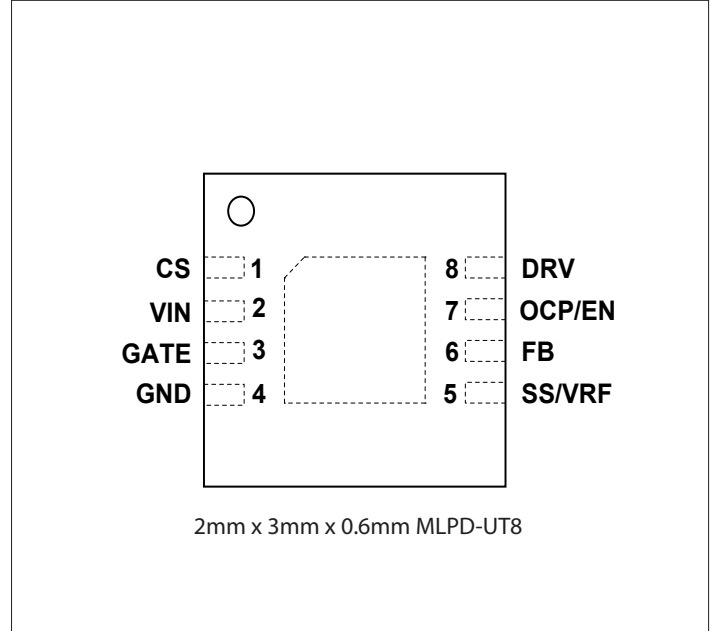 CS 1 8 DRV
VIN 2 7 OCP/EN
GATE 3 6 FB
GND 4 5 SS/VRF
2mm x 3mm x 0.6mm MLPD-UT8